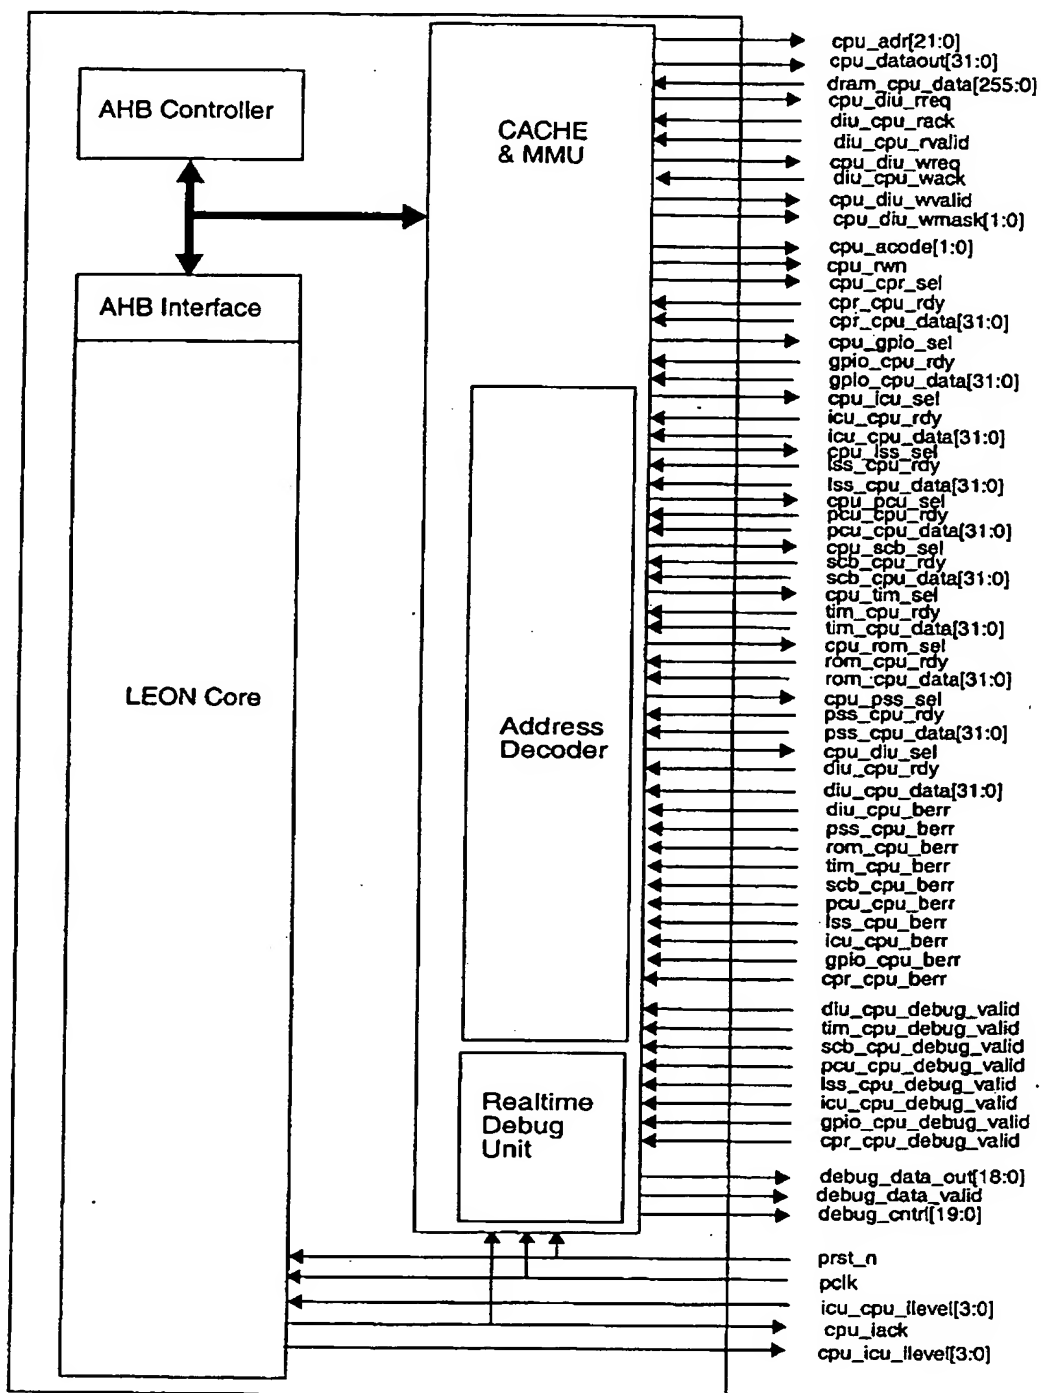 AHB Controller
CACHE
& MMU
AHB Interface
LEON Core
Address
Decoder
Realtime
Debug
Unit
cpu_adr[21:0]
cpu_dataout[31:0]
dram_cpu_data[255:0]
cpu_diu_rreq
diu_cpu_rack
diu_cpu_rvalid
cpu_diu_wreq
diu_cpu_wack
cpu_diu_wvalid
cpu_diu_wmask[1:0]
cpu_acode[1:0]
cpu_rwn
cpu_cpr_sel
cpr_cpu_rdy
cpr_cpu_data[31:0]
cpu_gpio_sel
gpio_cpu_rdy
gpio_cpu_data[31:0]
cpu_icu_sel
icu_cpu_rdy
icu_cpu_data[31:0]
cpu_lss_sel
lss_cpu_rdy
lss_cpu_data[31:0]
cpu_pcu_sel
pcu_cpu_rdy
pcu_cpu_data[31:0]
cpu_scb_sel
scb_cpu_rdy
scb_cpu_data[31:0]
cpu_tim_sel
tim_cpu_rdy
tim_cpu_data[31:0]
cpu_rom_sel
rom_cpu_rdy
rom_cpu_data[31:0]
cpu_pss_sel
pss_cpu_rdy
pss_cpu_data[31:0]
cpu_diu_sel
diu_cpu_rdy
diu_cpu_data[31:0]
diu_cpu_berr
pss_cpu_berr
rom_cpu_berr
tim_cpu_berr
scb_cpu_berr
pcu_cpu_berr
lss_cpu_berr
icu_cpu_berr
gpio_cpu_berr
cpr_cpu_berr
diu_cpu_debug_valid
tim_cpu_debug_valid
scb_cpu_debug_valid
pcu_cpu_debug_valid
lss_cpu_debug_valid
icu_cpu_debug_valid
gpio_cpu_debug_valid
cpr_cpu_debug_valid
debug_data_out[18:0]
debug_data_valid
debug_cntrl[19:0]
prst_n
pclk
icu_cpu_ilevel[3:0]
cpu_iack
cpu_icu_ilevel[3:0]